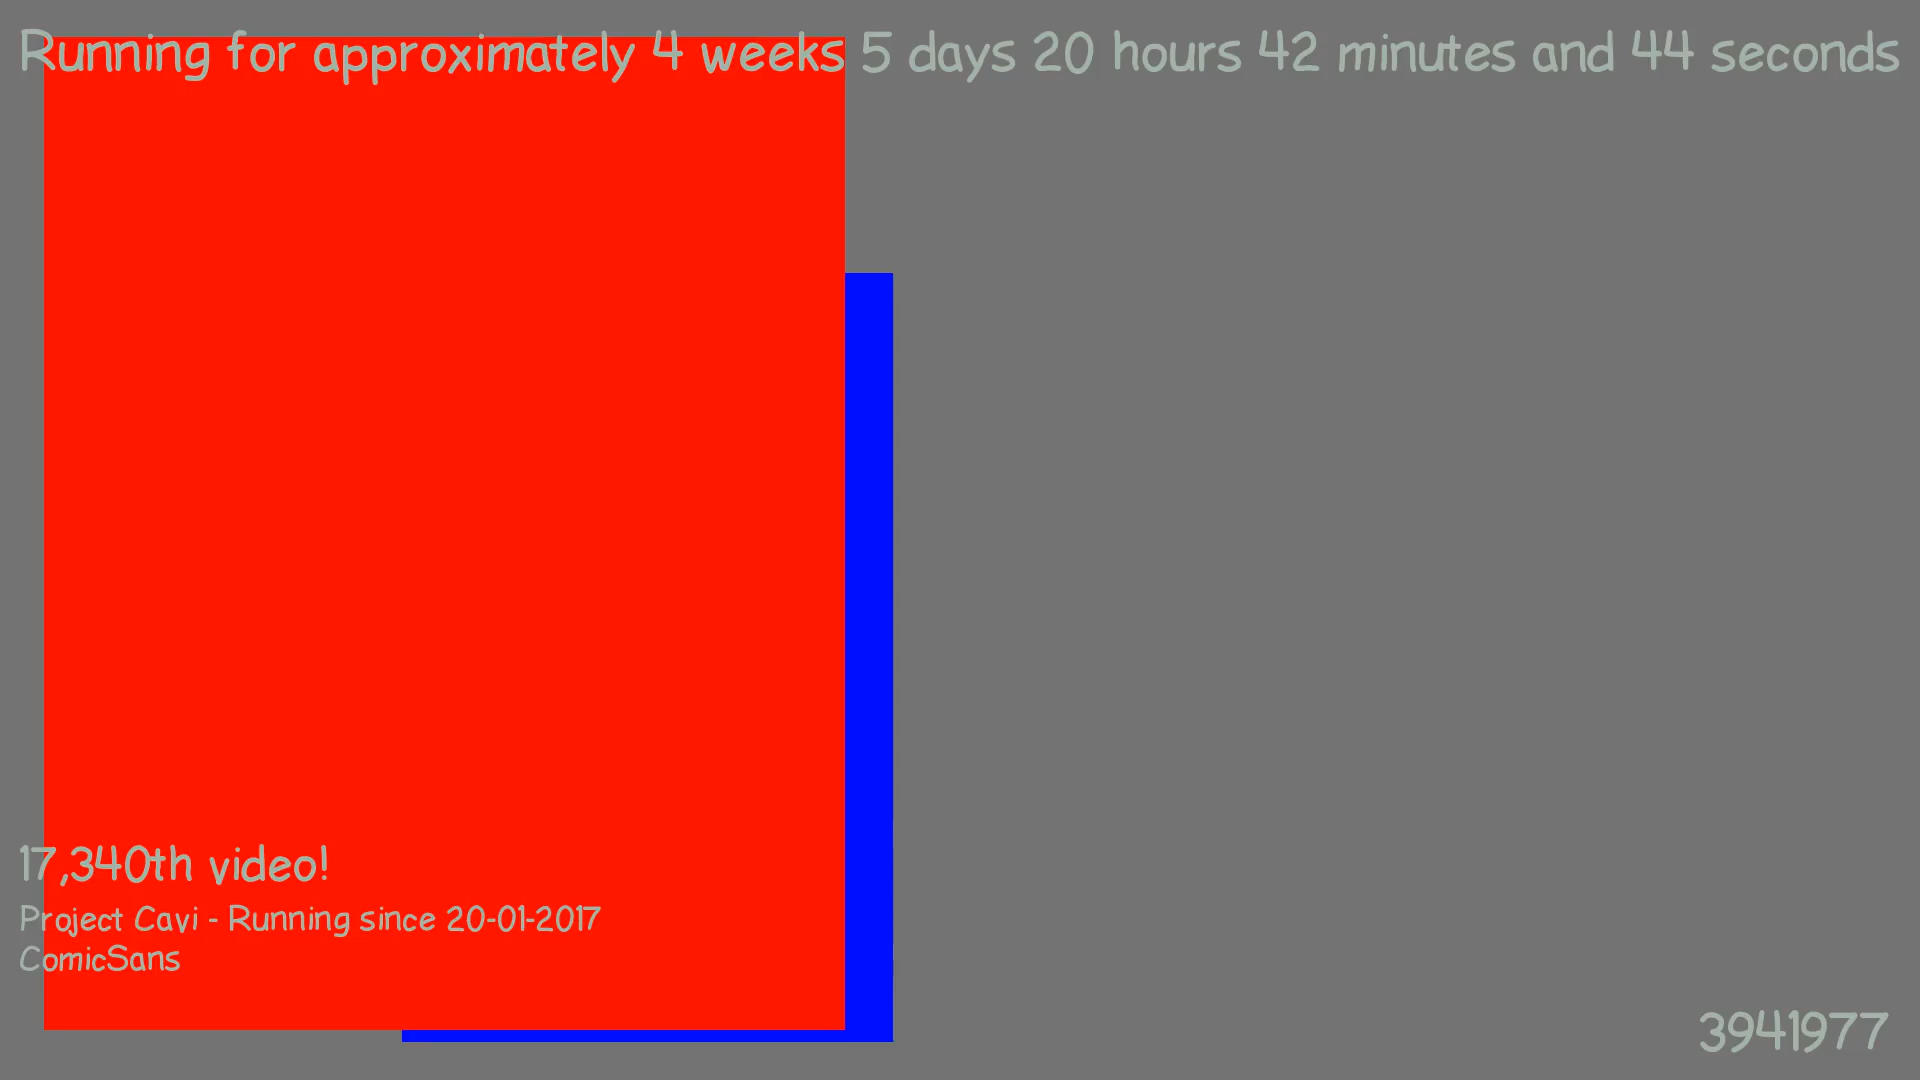 Running for approximately 4 weeks 5 days 20 hours 42 minutes and 44 seconds
17,340th video!
Project Cavi - Running since 20-01-2017
ComicSans
3941977